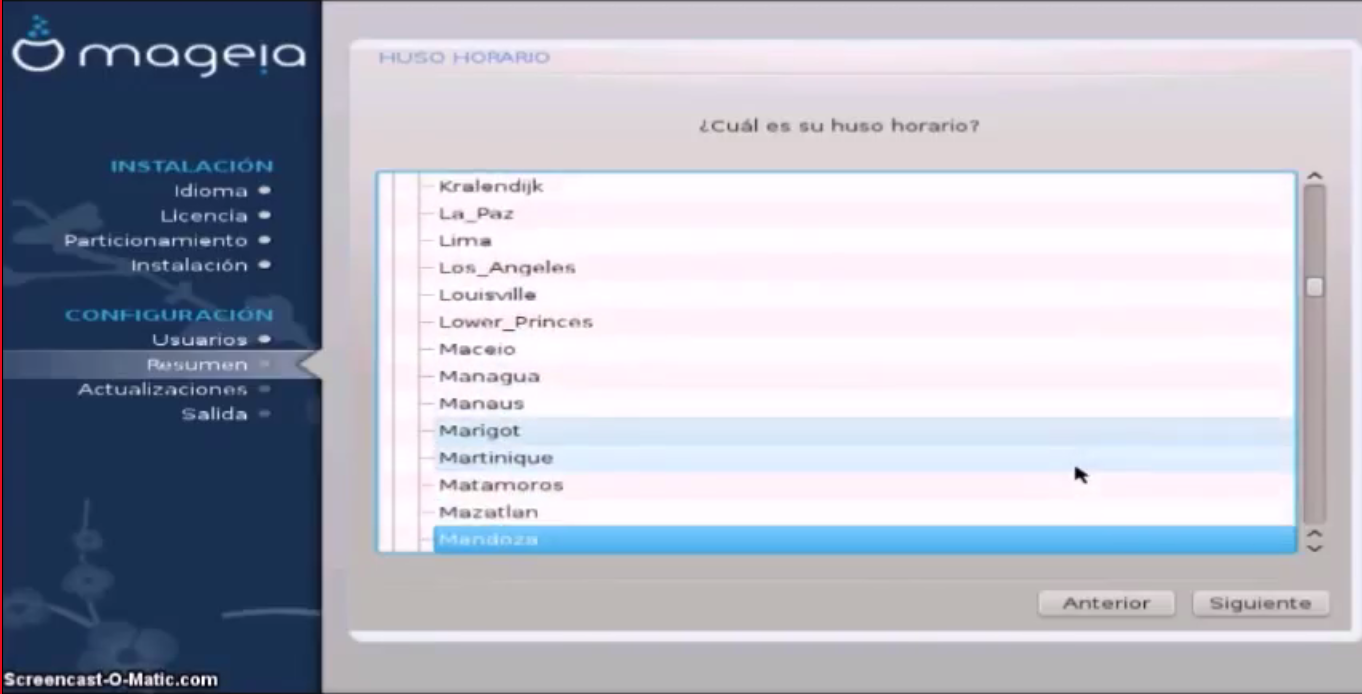 mageia
INSTALACIÓN
Idioma
Licencia
Particionamiento
Instalación
CONFIGURACIÓN
Usuarios
Resumen
Actualizaciones
Salida
HUSO HORARIO
¿Cuál es su huso horario?
Kralendijk
La_Paz
Lima
Los_Angeles
Louisville
Lower_Princes
Maceio
Managua
Manaus
Marigot
Martinique
Matamoros
Mazatlan
Mendoza
Anterior
Siguiente
Screencast-O-Matic.com